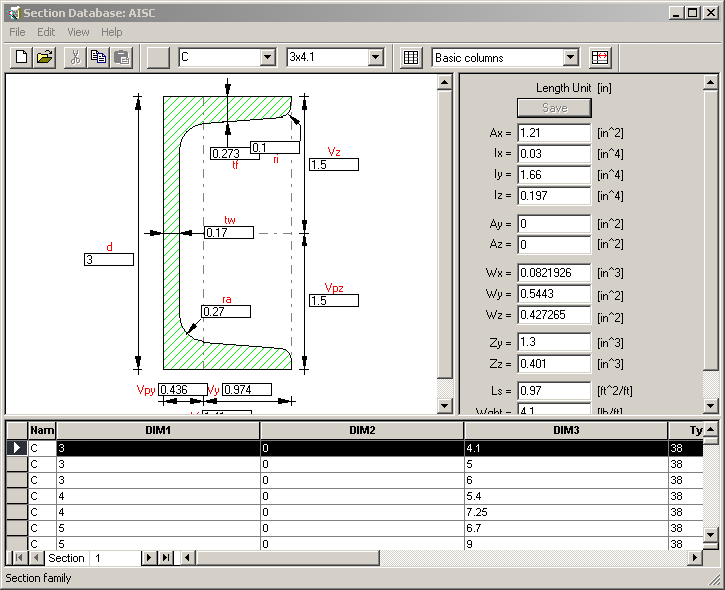 Section Database: AISC
File Edit View Help
C 3x4.1 Basic columns
Length Unit [in]
Save
Ax = 1.21 [in^2]
Ix = 0.03 [in^4]
Iy = 1.66 [in^4]
Iz = 0.197 [in^4]
Ay = 0 [in^2]
Az = 0 [in^2]
Wx = 0.0821926 [in^3]
Wy = 0.5443 [in^2]
Wz = 0.427265 [in^2]
Zy = 1.3 [in^3]
Zz = 0.401 [in^3]
Ls = 0.97 [ft^2/ft]
Wght = 4.1 [lb/ft]
0.1
0.273 ri
tf
Vz
1.5
tw
0.17
d
3
Vpz
1.5
ra
0.27
Vpy 0.436 Vy 0.974
Nam DIM1 DIM2 DIM3 Ty
C 3 0 4.1 38
C 3 0 5 38
C 3 0 6 38
C 4 0 5.4 38
C 4 0 7.25 38
C 5 0 6.7 38
C 5 0 9 38
Section 1
Section family